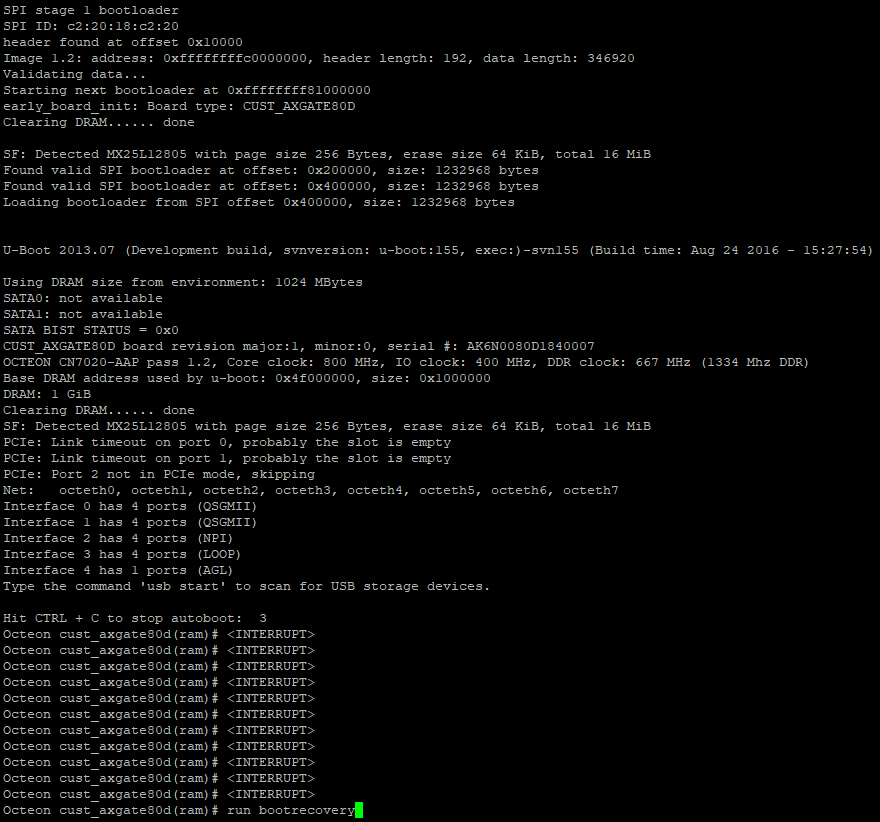 SPI stage 1 bootloader
SPI ID: c2:20:18:c2:20
header found at offset 0x10000
Image 1.2: address: 0xffffffffc0000000, header length: 192, data length: 346920
Validating data...
Starting next bootloader at 0xffffffff81000000
early_board_init: Board type: CUST_AXGATE80D
Clearing DRAM...... done
SF: Detected MX25L12805 with page size 256 Bytes, erase size 64 KiB, total 16 MiB
Found valid SPI bootloader at offset: 0x200000, size: 1232968 bytes
Found valid SPI bootloader at offset: 0x400000, size: 1232968 bytes
Loading bootloader from SPI offset 0x400000, size: 1232968 bytes
U-Boot 2013.07 (Development build, svnversion: u-boot:155, exec:)-svn155 (Build time: Aug 24 2016 - 15:27:54)
Using DRAM size from environment: 1024 MBytes
SATA0: not available
SATA1: not available
SATA BIST STATUS = 0x0
CUST_AXGATE80D board revision major:1, minor:0, serial #: AK6N0080D1840007
OCTEON CN7020-AAP pass 1.2, Core clock: 800 MHz, IO clock: 400 MHz, DDR clock: 667 MHz (1334 Mhz DDR)
Base DRAM address used by u-boot: 0x4f000000, size: 0x1000000
DRAM: 1 GiB
Clearing DRAM...... done
SF: Detected MX25L12805 with page size 256 Bytes, erase size 64 KiB, total 16 MiB
PCIe: Link timeout on port 0, probably the slot is empty
PCIe: Link timeout on port 1, probably the slot is empty
PCIe: Port 2 not in PCIe mode, skipping
Net:   octeth0, octeth1, octeth2, octeth3, octeth4, octeth5, octeth6, octeth7
Interface 0 has 4 ports (QSGMII)
Interface 1 has 4 ports (QSGMII)
Interface 2 has 4 ports (NPI)
Interface 3 has 4 ports (LOOP)
Interface 4 has 1 ports (AGL)
Type the command 'usb start' to scan for USB storage devices.
Hit CTRL + C to stop autoboot:  3
Octeon cust_axgate80d(ram)# <INTERRUPT>
Octeon cust_axgate80d(ram)# <INTERRUPT>
Octeon cust_axgate80d(ram)# <INTERRUPT>
Octeon cust_axgate80d(ram)# <INTERRUPT>
Octeon cust_axgate80d(ram)# <INTERRUPT>
Octeon cust_axgate80d(ram)# <INTERRUPT>
Octeon cust_axgate80d(ram)# <INTERRUPT>
Octeon cust_axgate80d(ram)# <INTERRUPT>
Octeon cust_axgate80d(ram)# <INTERRUPT>
Octeon cust_axgate80d(ram)# <INTERRUPT>
Octeon cust_axgate80d(ram)# <INTERRUPT>
Octeon cust_axgate80d(ram)# run bootrecovery